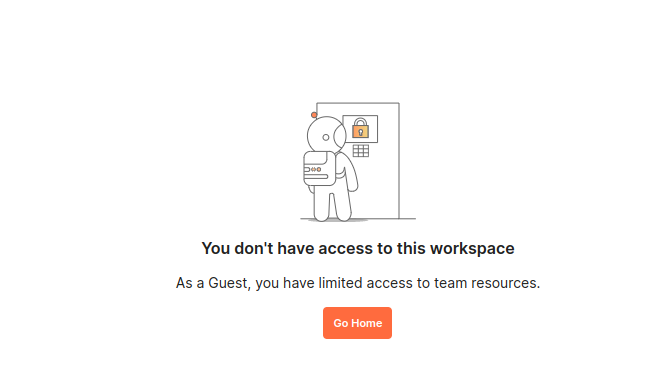 You don't have access to this workspace
As a Guest, you have limited access to team resources.
Go Home